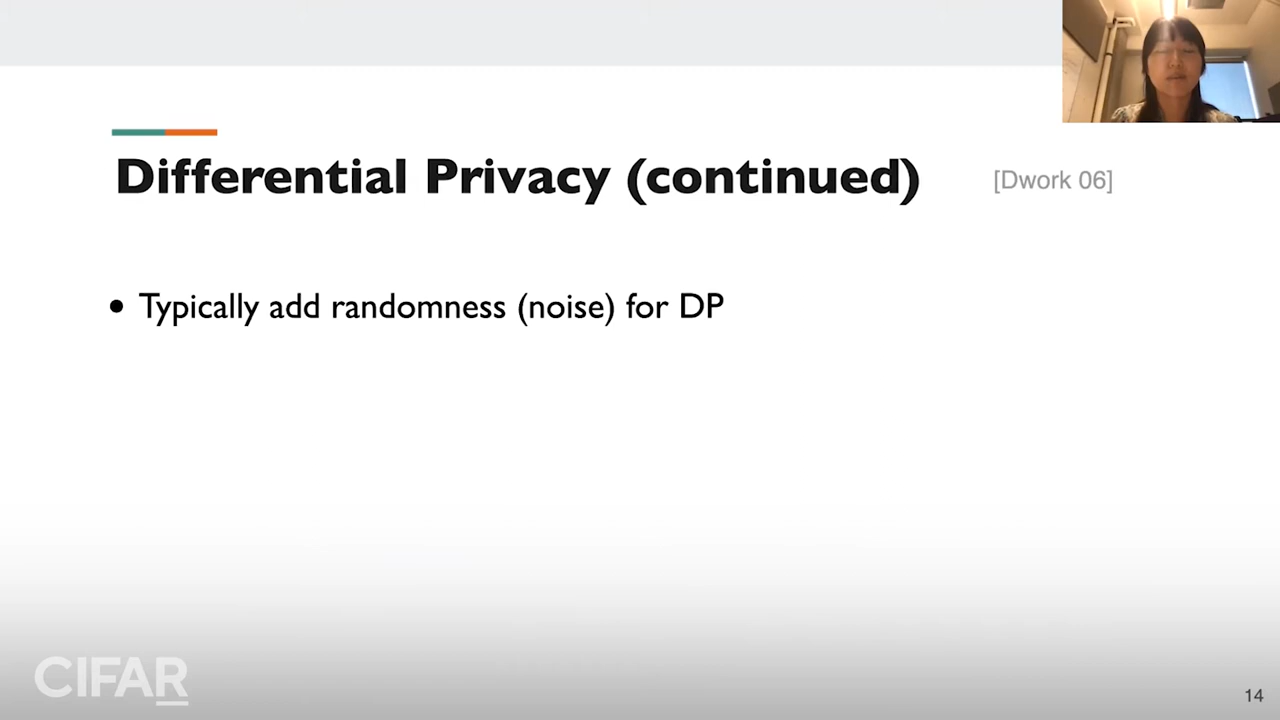 Differential Privacy (continued)
[Dwork 06]
• Typically add randomness (noise) for DP
CIFAR
14